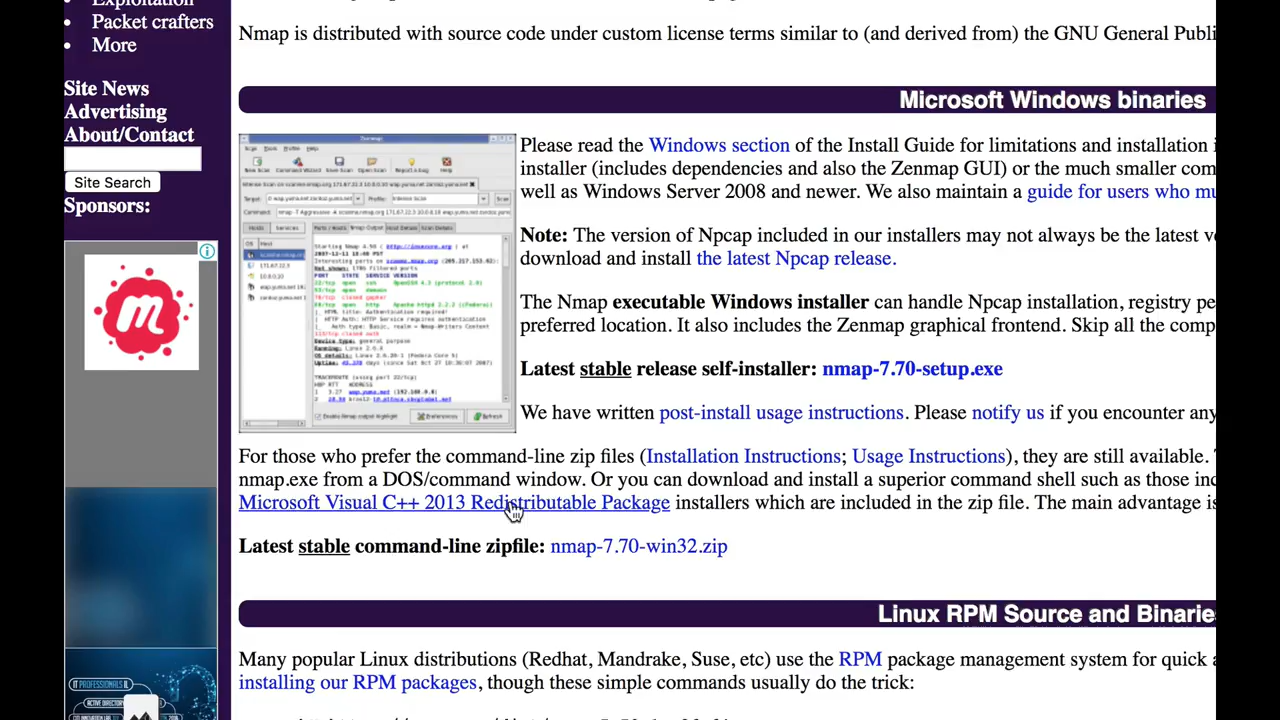 Exploitation
Packet crafters
More
Site News
Advertising
About/Contact
Site Search
Sponsors:
Nmap is distributed with source code under custom license terms similar to (and derived from) the GNU General Publi
Microsoft Windows binaries
Please read the Windows section of the Install Guide for limitations and installation i
installer (includes dependencies and also the Zenmap GUI) or the much smaller com
well as Windows Server 2008 and newer. We also maintain a guide for users who mu
Note: The version of Npcap included in our installers may not always be the latest v
download and install the latest Npcap release.
The Nmap executable Windows installer can handle Npcap installation, registry pe
preferred location. It also includes the Zenmap graphical frontend. Skip all the comp
Latest stable release self-installer: nmap-7.70-setup.exe
We have written post-install usage instructions. Please notify us if you encounter any
For those who prefer the command-line zip files (Installation Instructions; Usage Instructions), they are still available.
nmap.exe from a DOS/command window. Or you can download and install a superior command shell such as those inc
Microsoft Visual C++ 2013 Redistributable Package installers which are included in the zip file. The main advantage is
Latest stable command-line zipfile: nmap-7.70-win32.zip
Linux RPM Source and Binarie
Many popular Linux distributions (Redhat, Mandrake, Suse, etc) use the RPM package management system for quick a
installing our RPM packages, though these simple commands usually do the trick:
IT PROFESSIONALS IL
ACTIVE DIRECTORY